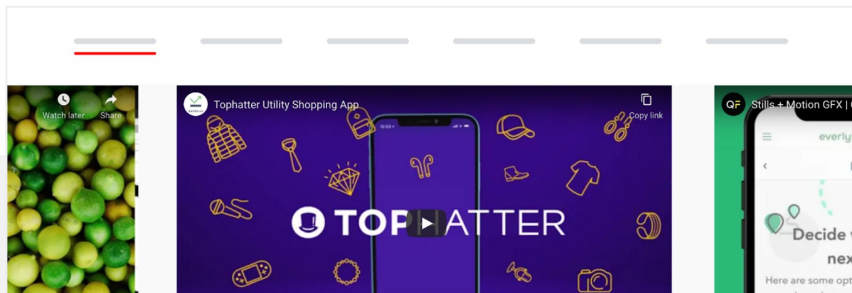 Watch later
Share
Tophatter Utility Shopping App
Copy link
TOPHATTER
QF
Stills + Motion GFX |
everly
Decide
nex
Here are some opt